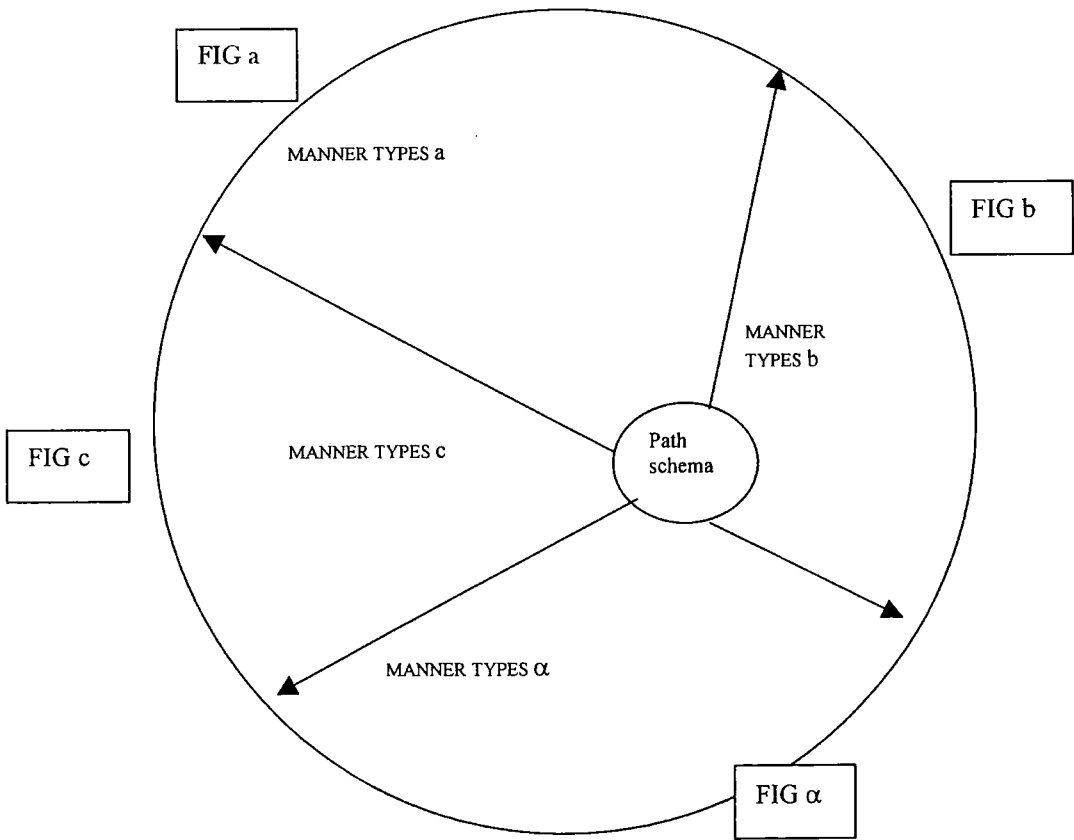 FIG a
MANNER TYPES a
FIG b
MANNER
TYPES b
Path
schema
FIG c
MANNER TYPES c
MANNER TYPES α
FIG α